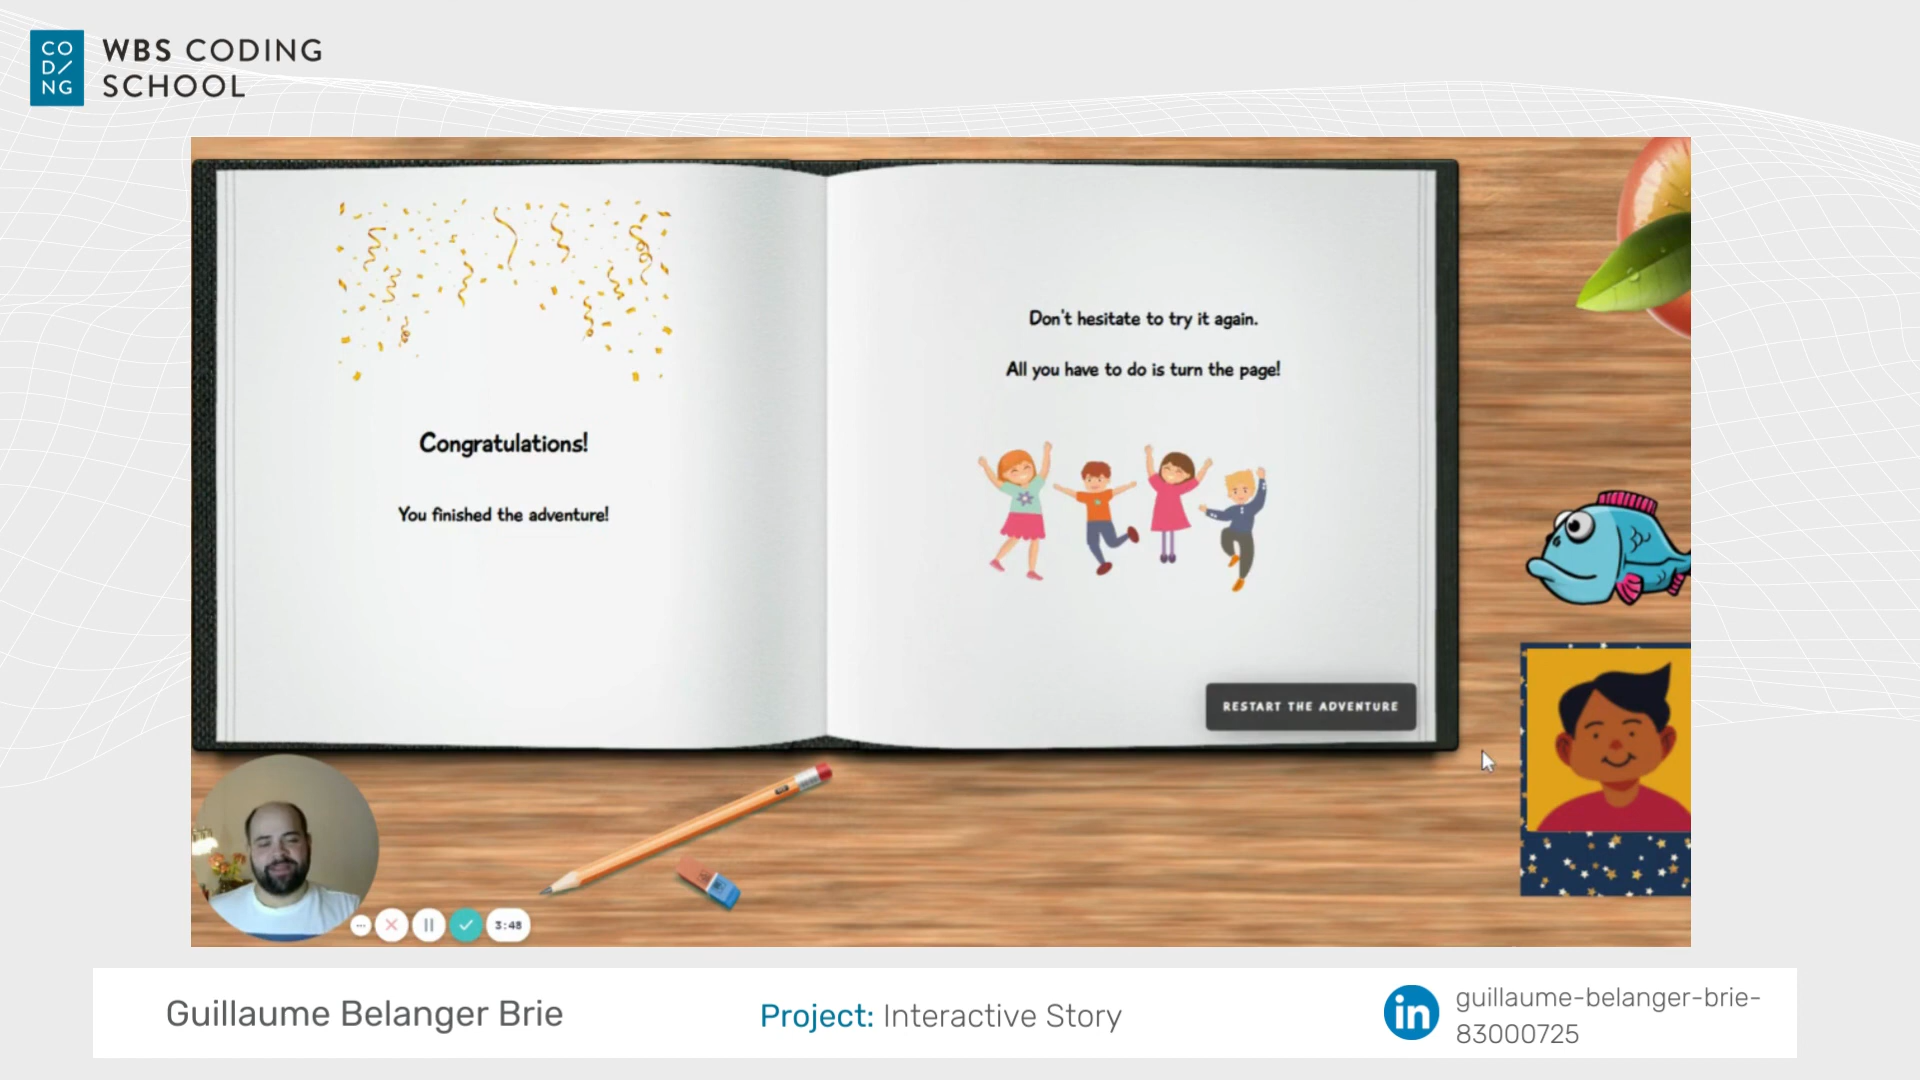 CO
D/
NG
WBS CODING
SCHOOL
Congratulations!
You finished the adventure!
Don't hesitate to try it again.
All you have to do is turn the page!
RESTART THE ADVENTURE
3:48
Guillaume Belanger Brie
Project: Interactive Story
in
guillaume-belanger-brie-
83000725